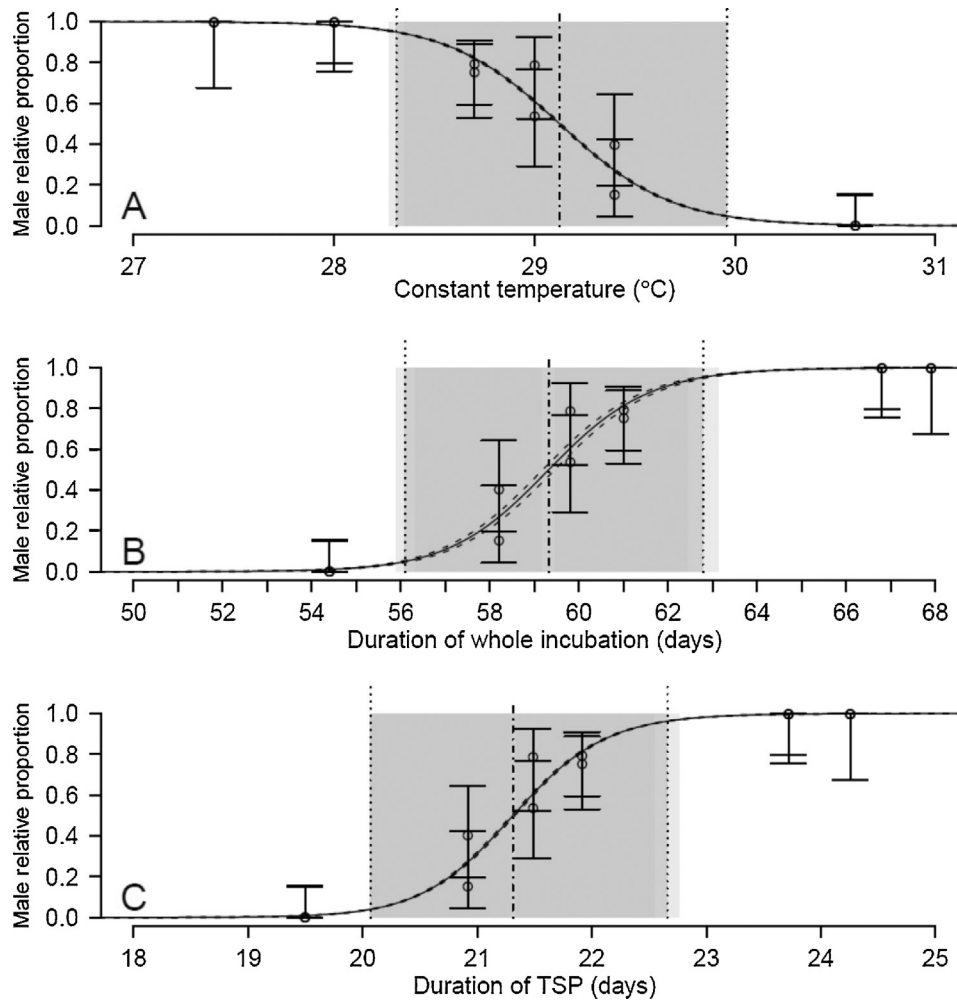 Male relative proportion
1.0
0.8
0.6
0.4
0.2
0.0
A
27 28 29 30 31
Constant temperature (°C)
Male relative proportion
1.0
0.8
0.6
0.4
0.2
0.0
B
50 52 54 56 58 60 62 64 66 68
Duration of whole incubation (days)
Male relative proportion
1.0
0.8
0.6
0.4
0.2
0.0
C
18 19 20 21 22 23 24 25
Duration of TSP (days)